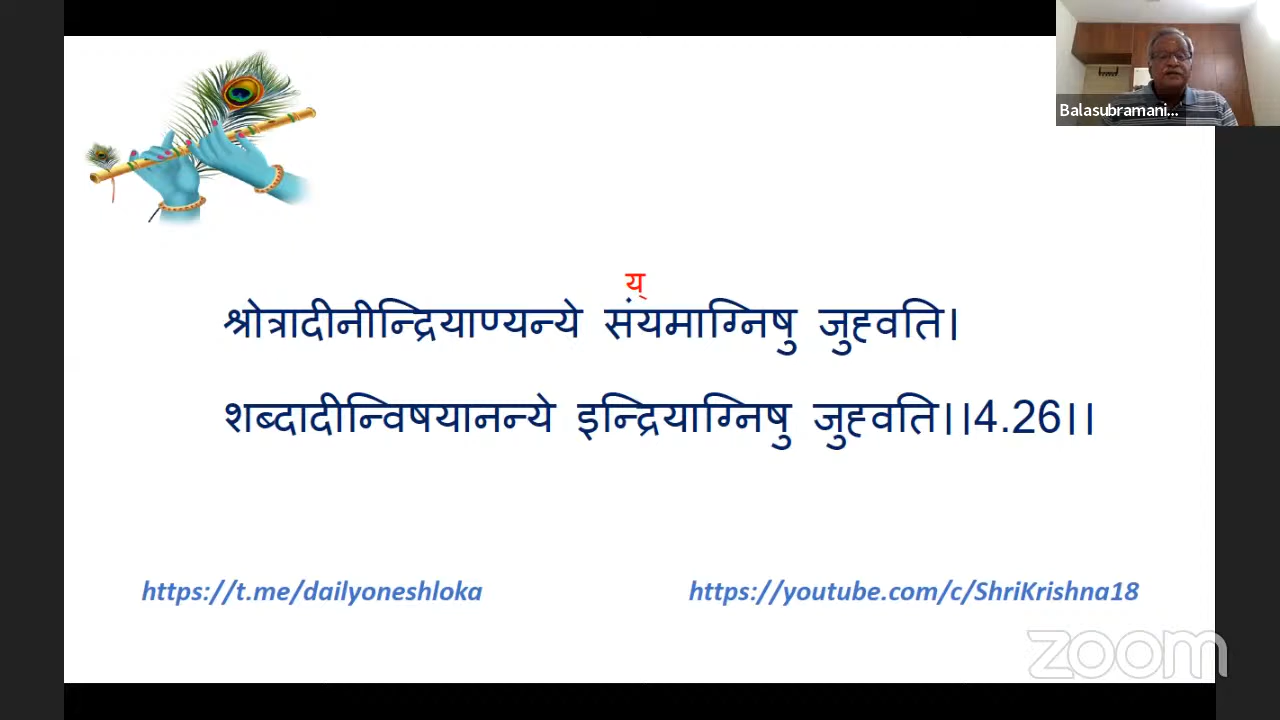 Balasubramani...
य्
श्रोत्रादीनीन्द्रियाण्यन्ये संयमाग्निषु जुह्वति।
शब्दादीन्विषयानन्ये इन्द्रियाग्निषु जुह्वति।।4.26।।
https://t.me/dailyoneshloka
https://youtube.com/c/ShriKrishna18
zoom